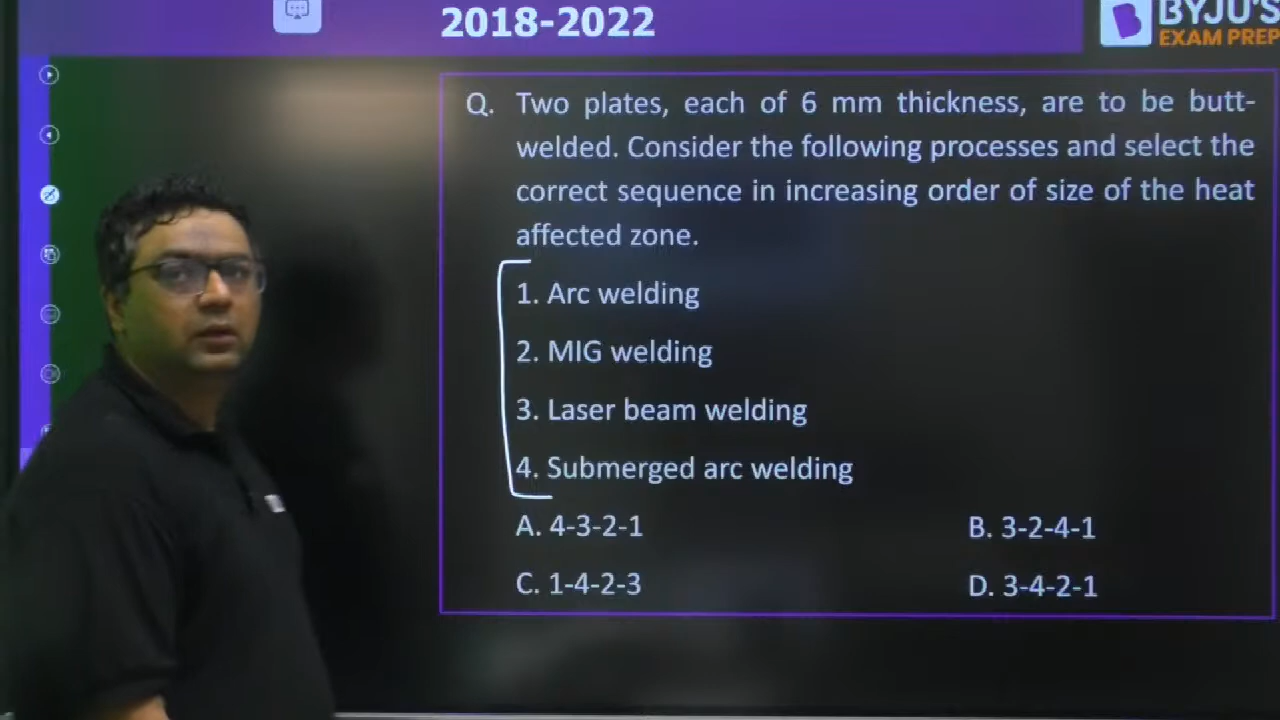 2018-2022
BYJU'S
EXAM PREP
Q. Two plates, each of 6 mm thickness, are to be butt-
welded. Consider the following processes and select the
correct sequence in increasing order of size of the heat
affected zone.
1. Arc welding
2. MIG welding
3. Laser beam welding
4. Submerged arc welding
A. 4-3-2-1 B. 3-2-4-1
C. 1-4-2-3 D. 3-4-2-1